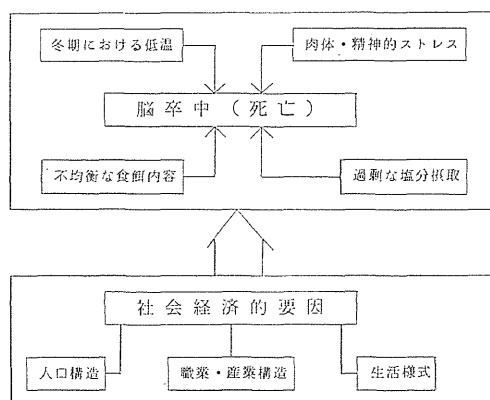 冬期における低温
肉体・精神的ストレス
脳卒中（死亡）
不均衡な食餌内容
過剰な塩分摂取
社会経済的要因
人口構造
職業・産業構造
生活様式